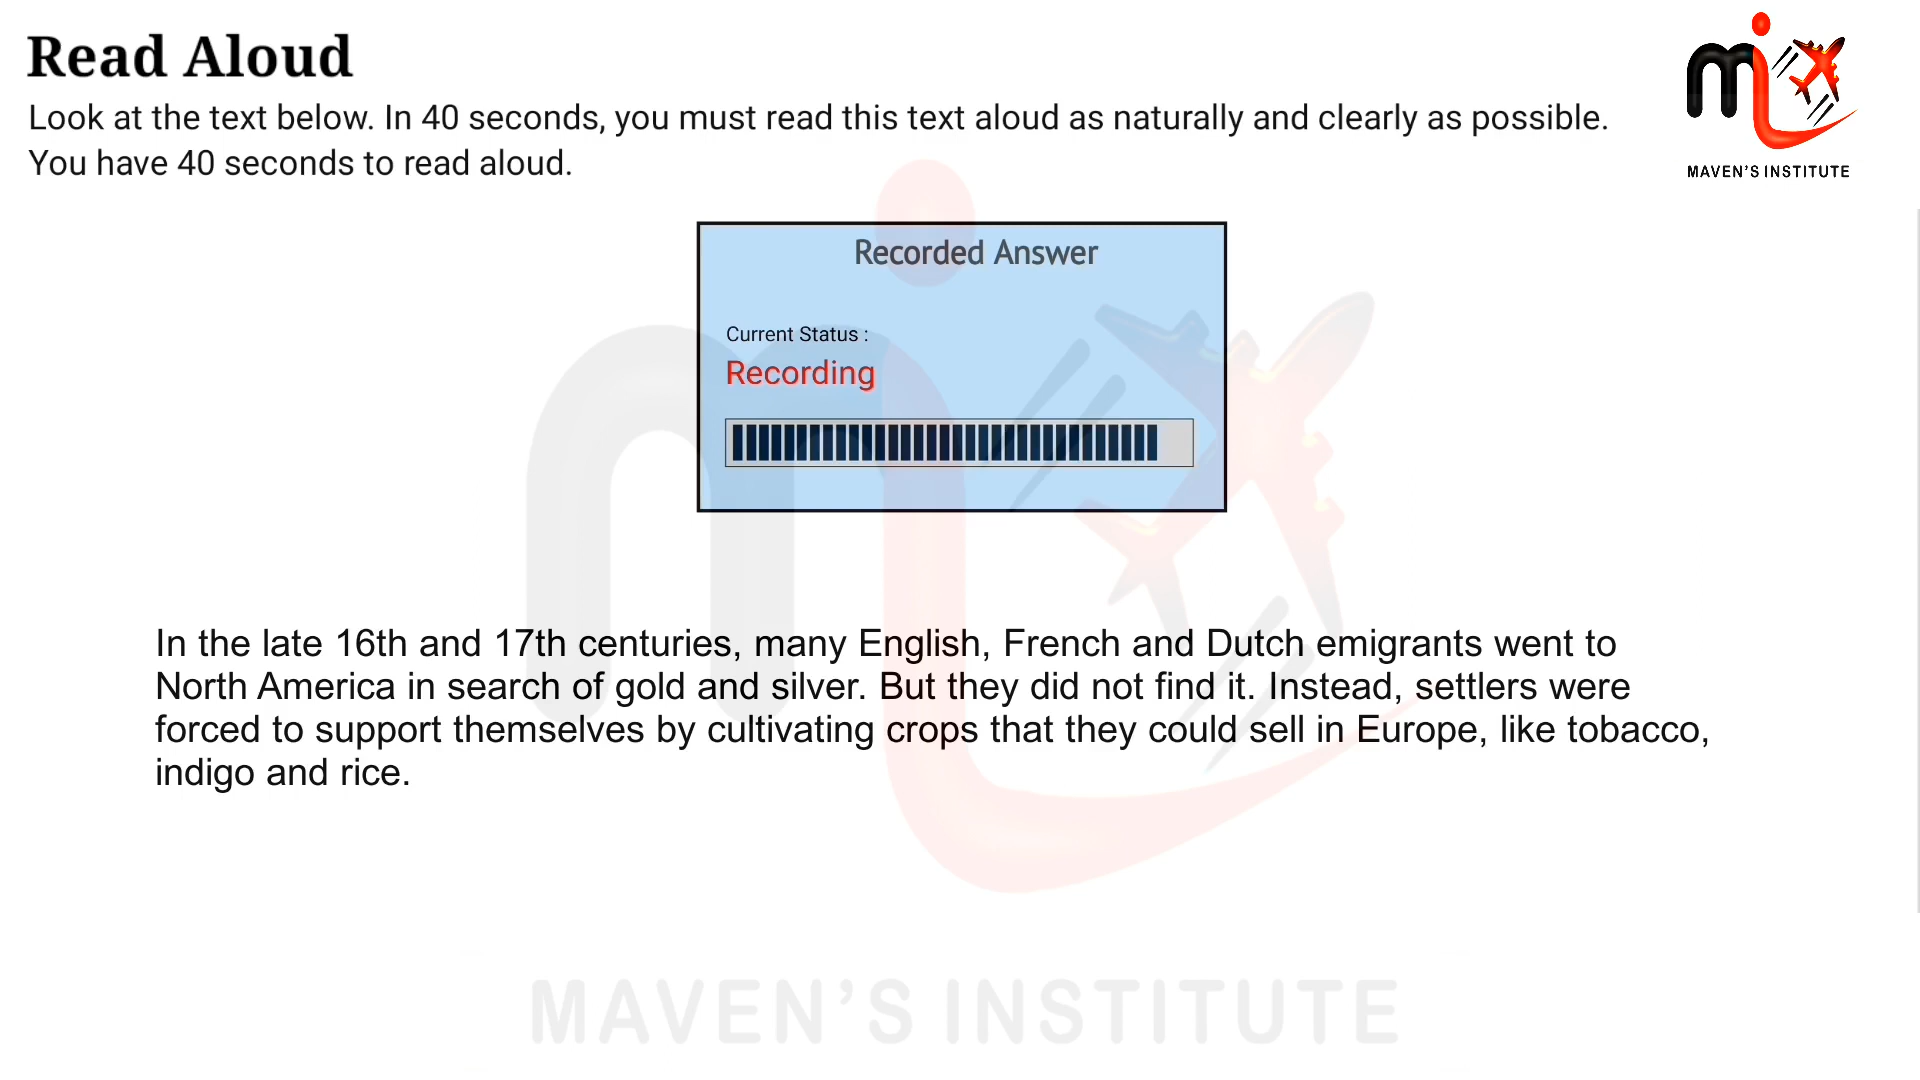 Read Aloud
Look at the text below. In 40 seconds, you must read this text aloud as naturally and clearly as possible.
You have 40 seconds to read aloud.
MAVEN'S INSTITUTE
Recorded Answer
Current Status :
Recording
In the late 16th and 17th centuries, many English, French and Dutch emigrants went to
North America in search of gold and silver. But they did not find it. Instead, settlers were
forced to support themselves by cultivating crops that they could sell in Europe, like tobacco,
indigo and rice.
MAVEN'S INSTITUTE